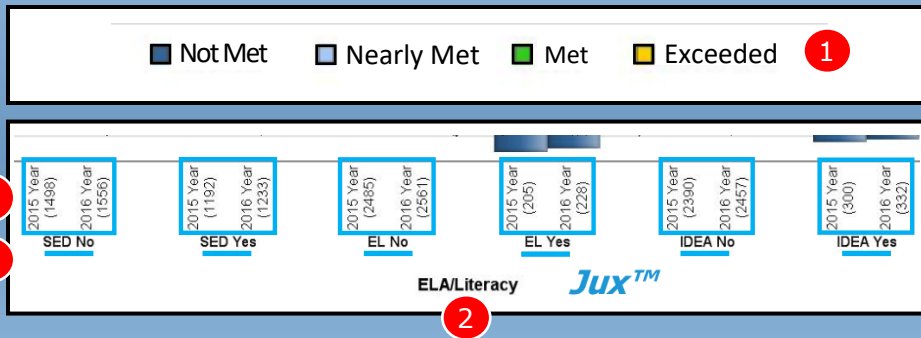 Not Met Nearly Met Met Exceeded 1
2015 Year (1498) 2016 Year (1556) 2015 Year (1192) 2016 Year (1233) 2015 Year (2485) 2016 Year (2561) 2015 Year (205) 2016 Year (228) 2015 Year (2390) 2016 Year (2457) 2015 Year (300) 2016 Year (332)
SED No SED Yes EL No EL Yes IDEA No IDEA Yes
ELA/Literacy Jux™
2